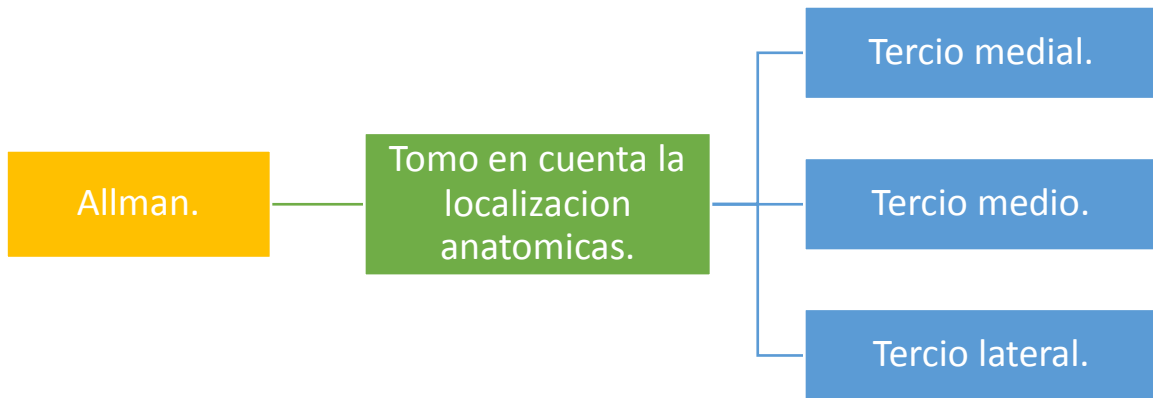 Allman.
Tomo en cuenta la
localizacion
anatomicas.
Tercio medial.
Tercio medio.
Tercio lateral.